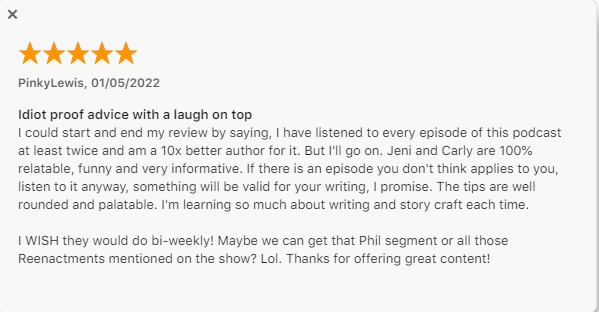 PinkyLewis, 01/05/2022
Idiot proof advice with a laugh on top
I could start and end my review by saying, I have listened to every episode of this podcast
at least twice and am a 10x better author for it. But I'll go on. Jeni and Carly are 100%
relatable, funny and very informative. If there is an episode you don't think applies to you,
listen to it anyway, something will be valid for your writing, I promise. The tips are well
rounded and palatable. I'm learning so much about writing and story craft each time.
I WISH they would do bi-weekly! Maybe we can get that Phil segment or all those
Reenactments mentioned on the show? Lol. Thanks for offering great content!